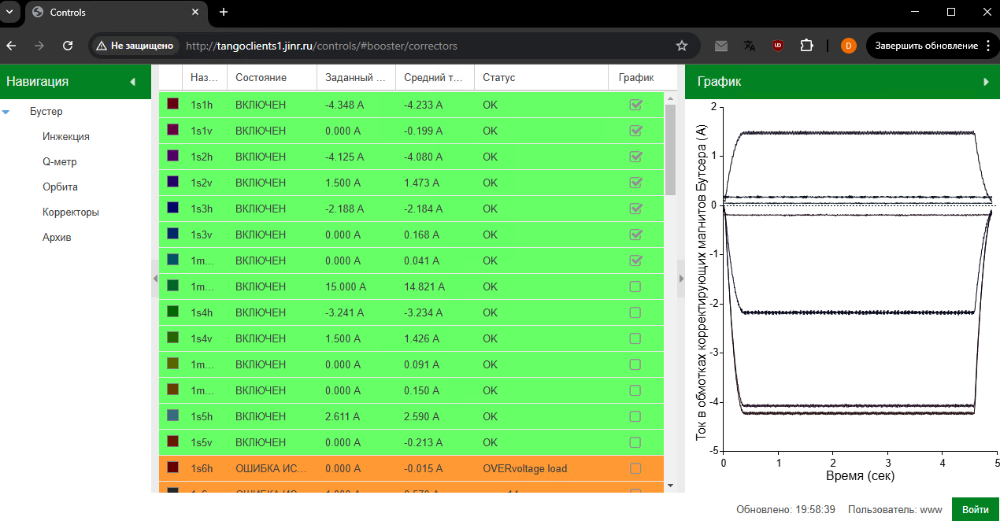 Controls
Не защищено
http://tangoclients1.jinr.ru/controls/#booster/correctors
UD
D
Завершить обновление
Навигация
Бустер
Инжекция
Q-метр
Орбита
Корректоры
Архив
Наз... Состояние Заданный ... Средний т... Статус График
1s1h ВКЛЮЧЕН -4.348 A -4.233 A OK
1s1v ВКЛЮЧЕН 0.000 A -0.199 A OK
1s2h ВКЛЮЧЕН -4.125 A -4.080 A OK
1s2v ВКЛЮЧЕН 1.500 A 1.473 A OK
1s3h ВКЛЮЧЕН -2.188 A -2.184 A OK
1s3v ВКЛЮЧЕН 0.000 A 0.168 A OK
1m... ВКЛЮЧЕН 0.000 A 0.041 A OK
1m... ВКЛЮЧЕН 15.000 A 14.821 A OK
1s4h ВКЛЮЧЕН -3.241 A -3.234 A OK
1s4v ВКЛЮЧЕН 1.500 A 1.426 A OK
1m... ВКЛЮЧЕН 0.000 A 0.091 A OK
1m... ВКЛЮЧЕН 0.000 A 0.150 A OK
1s5h ВКЛЮЧЕН 2.611 A 2.590 A OK
1s5v ВКЛЮЧЕН 0.000 A -0.213 A OK
1s6h ОШИБКА ИС... 0.000 A -0.015 A OVERvoltage load
График
Ток в обмотках корректирующих магнитов Бутсера (А)
2
1
0
-1
-2
-3
-4
-5
0 1 2 3 4 5
Время (сек)
Обновлено: 19:58:39 Пользователь: www Войти